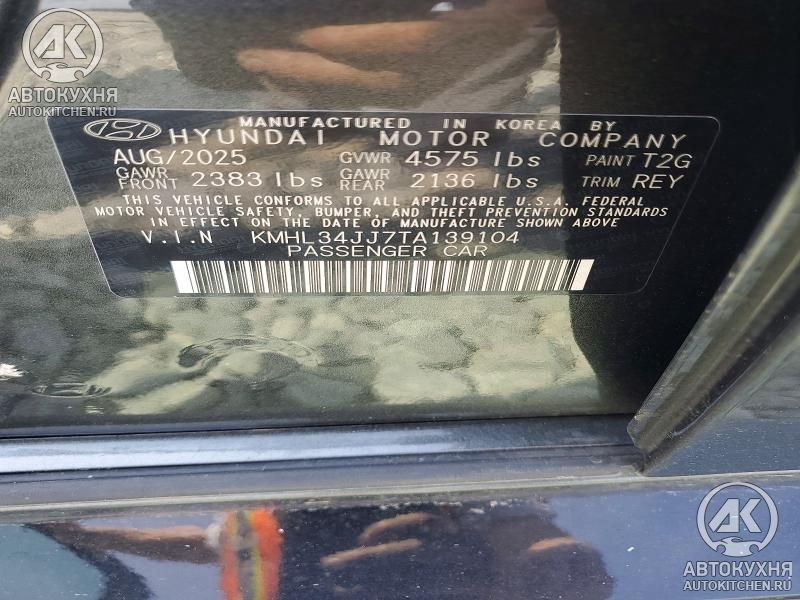 AK
АВТОКУХНЯ
AUTOKITCHEN.RU
MANUFACTURED IN KOREA BY
HYUNDAI MOTOR COMPANY
AUG/2025 GVWR 4575 lbs PAINT T2G
GAWR FRONT 2383 lbs GAWR REAR 2136 lbs TRIM REY
THIS VEHICLE CONFORMS TO ALL APPLICABLE U.S.A. FEDERAL
MOTOR VEHICLE SAFETY, BUMPER, AND THEFT PREVENTION STANDARDS
IN EFFECT ON THE DATE OF MANUFACTURE SHOWN ABOVE
V.I.N KMHL34JJ7TA139104
PASSENGER CAR
AK
АВТОКУХНЯ
AUTOKITCHEN.RU